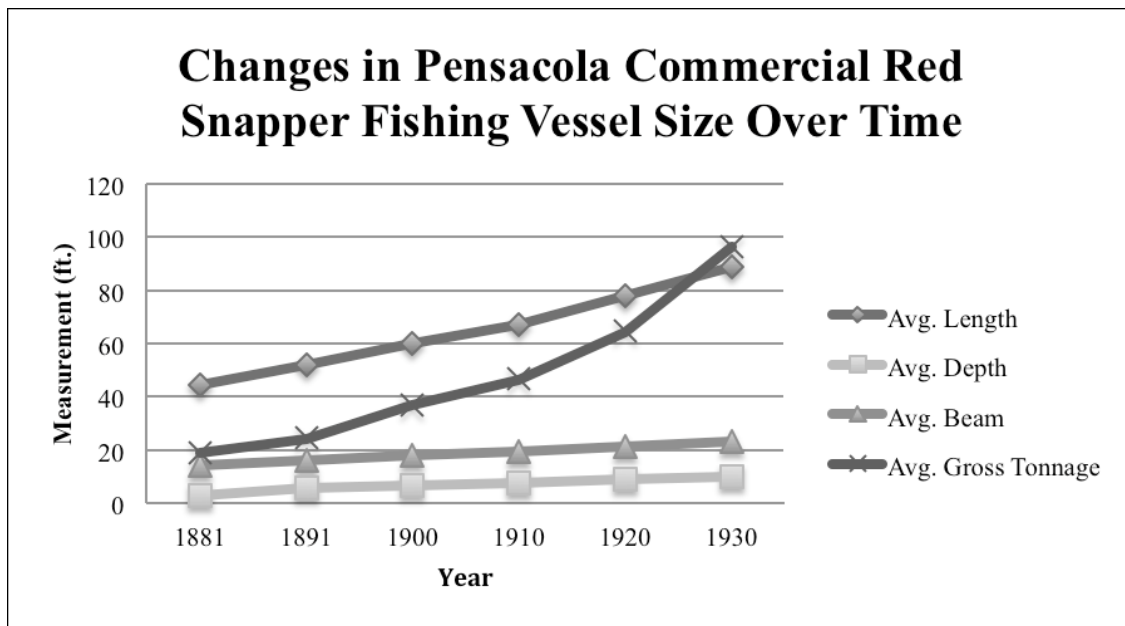 Changes in Pensacola Commercial Red
Snapper Fishing Vessel Size Over Time
120
100
80
60
40
20
0
Measurement (ft.)
1881 1891 1900 1910 1920 1930
Year
Avg. Length
Avg. Depth
Avg. Beam
Avg. Gross Tonnage